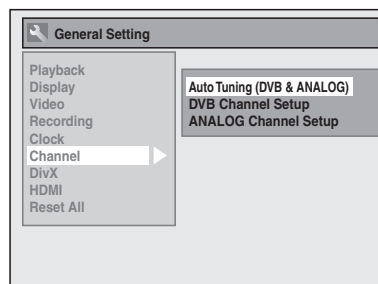 General Setting
Playback
Display
Video
Recording
Clock
Channel
DivX
HDMI
Reset All
Auto Tuning (DVB & ANALOG)
DVB Channel Setup
ANALOG Channel Setup